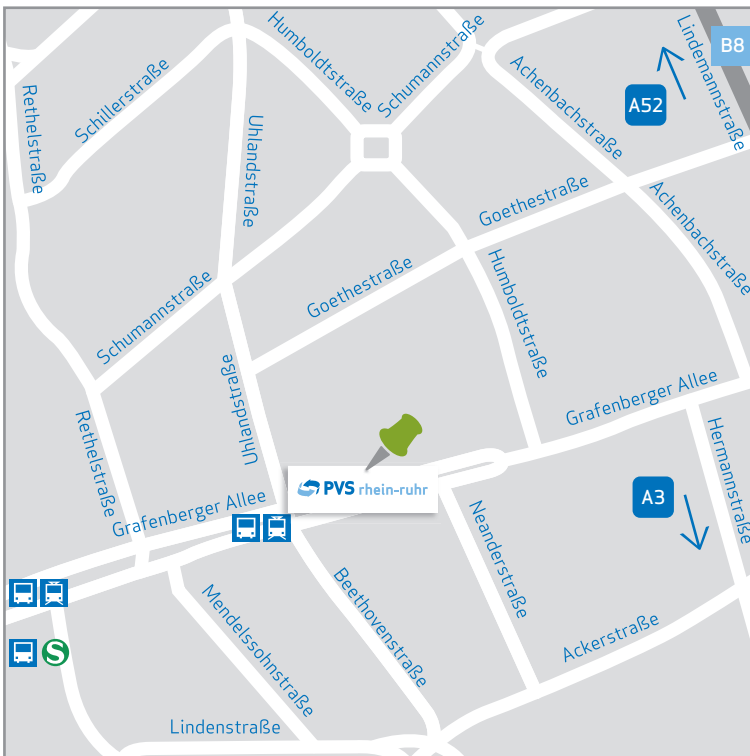 Humboldtstraße
Schumannstraße
Lindemannstraße
B8
Schillerstraße
Achenbachstraße
A52
Rethelstraße
Uhlandstraße
Goethestraße
Achenbachstraße
Schumannstraße
Goethestraße
Humboldtstraße
Uhlandstraße
Grafenberger Allee
Rethelstraße
Hermannstraße
PVS rhein-ruhr
A3
Grafenberger Allee
Neanderstraße
Beethovenstraße
Mendelssohnstraße
Ackerstraße
S
Lindenstraße